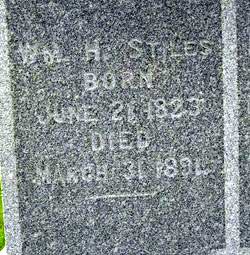 WM. H. STILES
BORN
JUNE 21, 1823
DIED
MARCH 31,